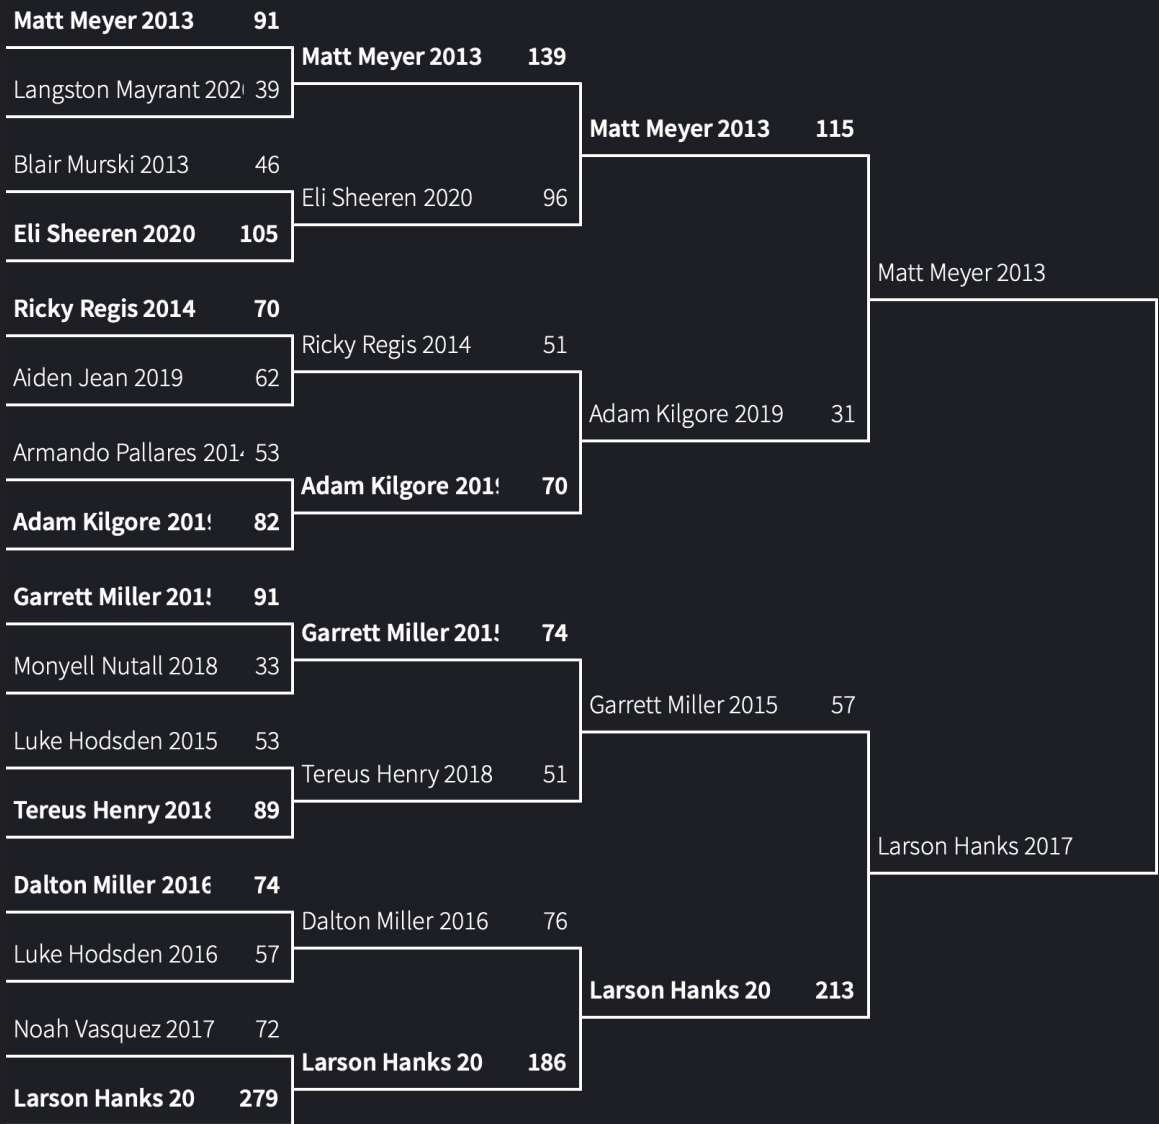 Matt Meyer 2013 91
Langston Mayrant 202 39
Blair Murski 2013 46
Eli Sheeren 2020 105
Ricky Regis 2014 70
Aiden Jean 2019 62
Armando Pallares 201 53
Adam Kilgore 201 82
Garrett Miller 201 91
Monyell Nutall 2018 33
Luke Hodsden 2015 53
Tereus Henry 2018 89
Dalton Miller 2016 74
Luke Hodsden 2016 57
Noah Vasquez 2017 72
Larson Hanks 20 279
Matt Meyer 2013 139
Eli Sheeren 2020 96
Ricky Regis 2014 51
Adam Kilgore 201 70
Garrett Miller 201 74
Tereus Henry 2018 51
Dalton Miller 2016 76
Larson Hanks 20 186
Matt Meyer 2013 115
Adam Kilgore 2019 31
Garrett Miller 2015 57
Larson Hanks 20 213
Matt Meyer 2013
Larson Hanks 2017